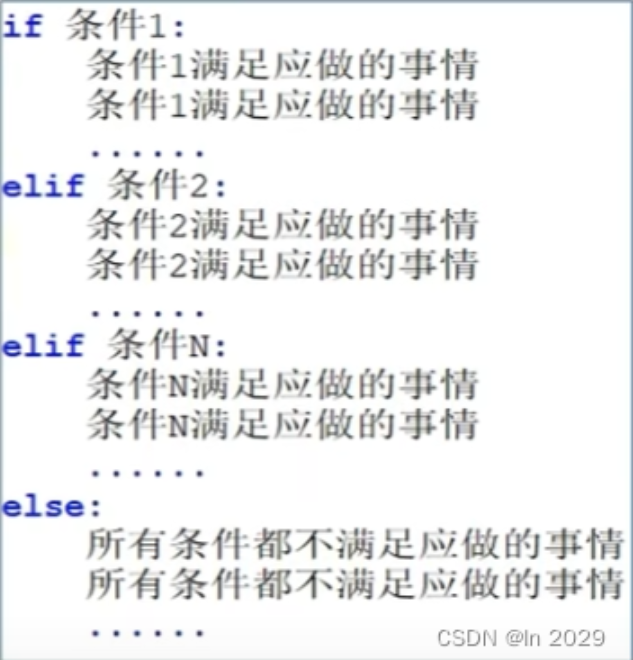 if 条件1:
条件1满足应做的事情
条件1满足应做的事情
......
elif 条件2:
条件2满足应做的事情
条件2满足应做的事情
......
elif 条件N:
条件N满足应做的事情
条件N满足应做的事情
......
else:
所有条件都不满足应做的事情
所有条件都不满足应做的事情
......
CSDN @ln 2029